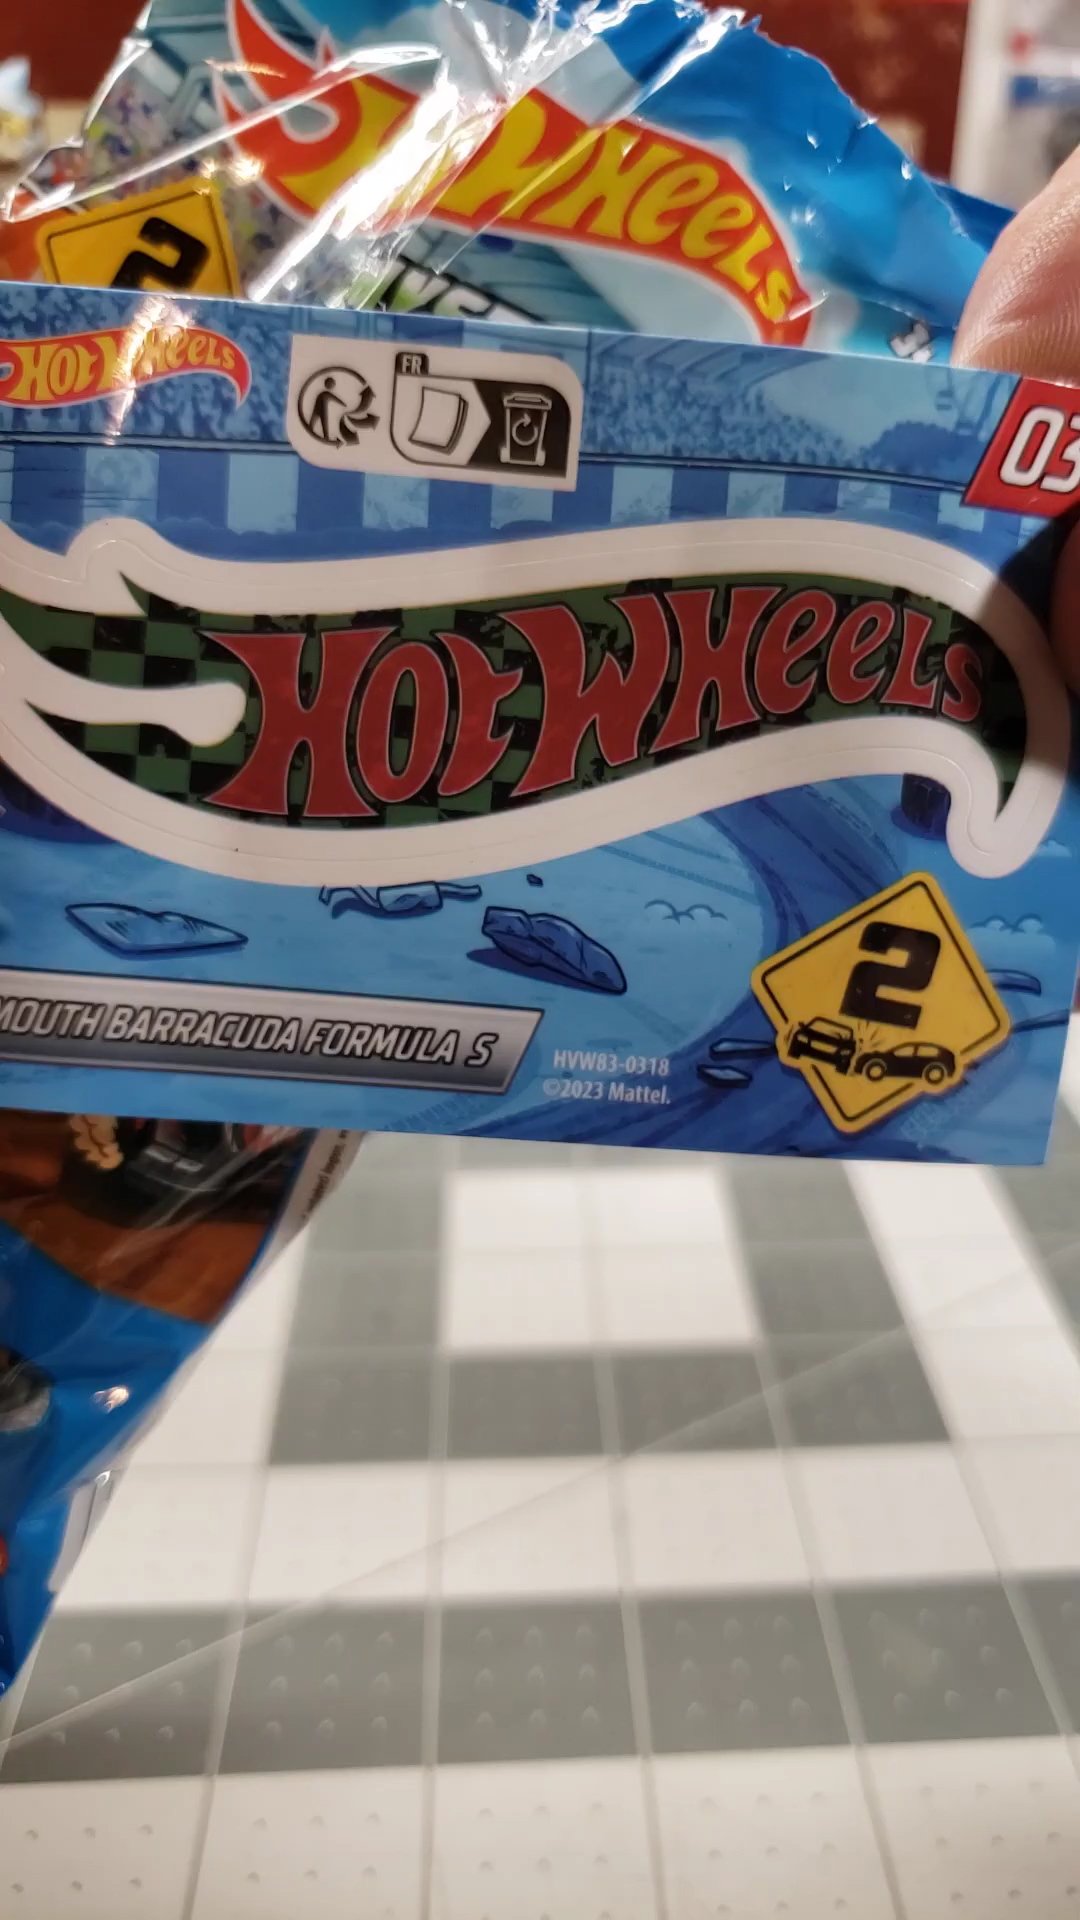 HotWheels
2
HotWheels
FR
03
HotWheels
2
MOUTH BARRACUDA FORMULA S
HVW83-0318
©2023 Mattel.